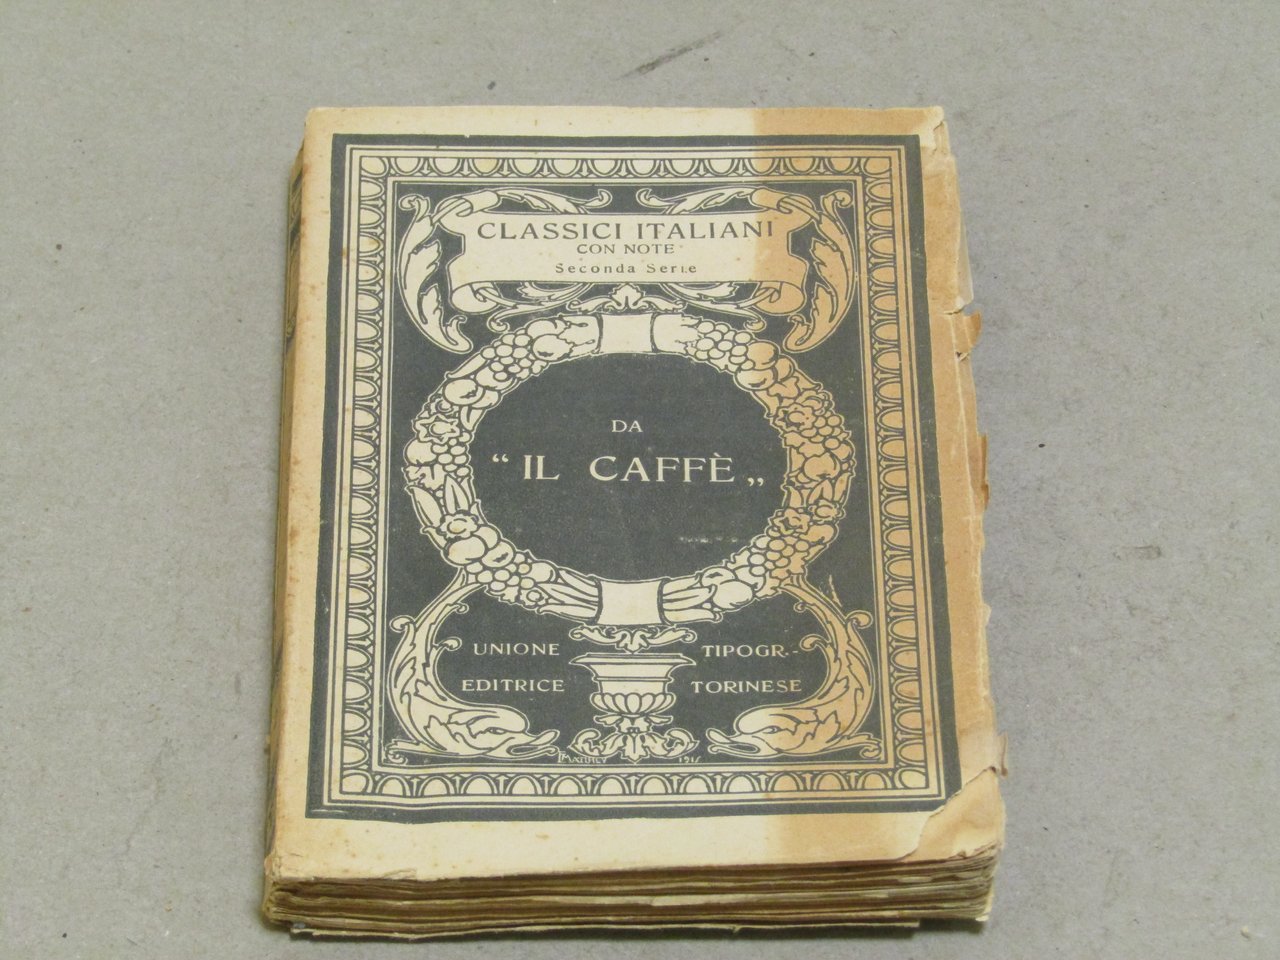 CLASSICI ITALIANI
CON NOTE
Seconda Serie
DA
“ IL CAFFÈ „
UNIONE TIPOGR.-
EDITRICE TORINESE